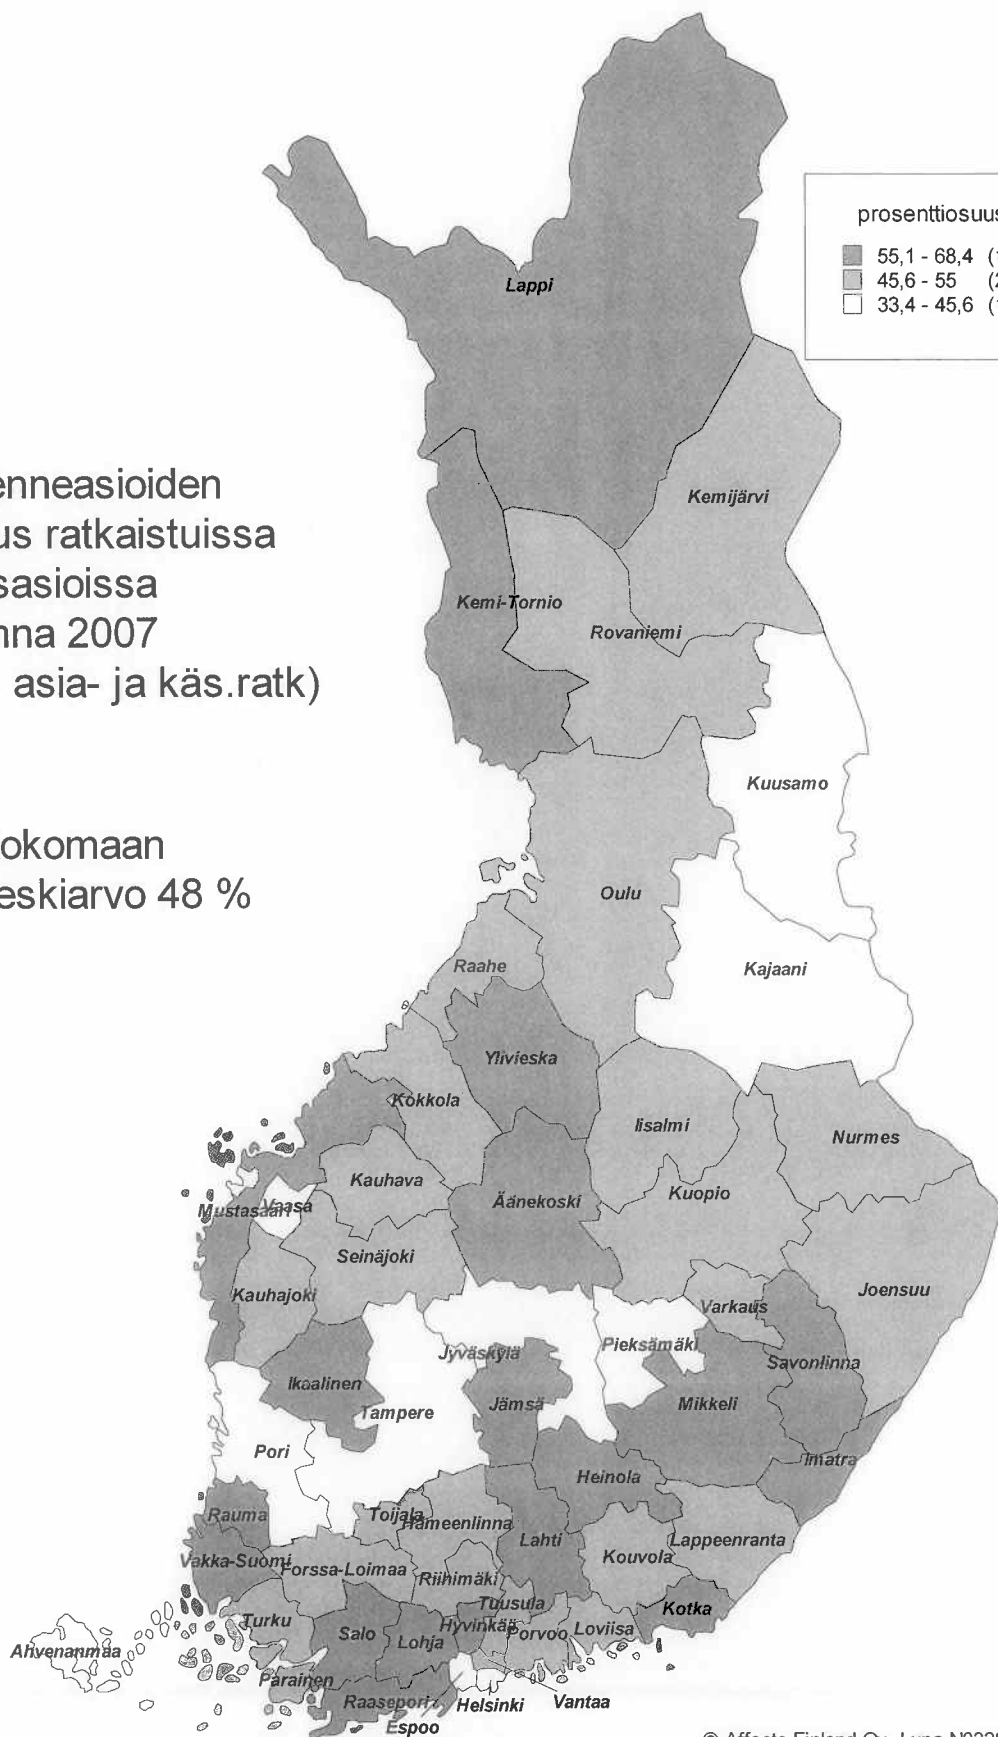 prosenttiosuus
55,1 - 68,4 (1
45,6 - 55 (2
33,4 - 45,6 (1
Lappi
enneasioiden
us ratkaistuissa
sasioissa
nna 2007
asia- ja käs.ratk)
Kemijärvi
Kemi-Tornio
Rovaniemi
Kuusamo
okomaan
eskiarvo 48 %
Oulu
Raahe
Kajaani
Ylivieska
Kokkola
Iisalmi
Nurmes
Kauhava
Kuopio
Äänekoski
Mustasaari
Vaasa
Seinäjoki
Kauhajoki
Joensuu
Varkaus
Pieksämäki
Jyväskylä
Savonlinna
Ikaalinen
Tampere
Jämsä
Mikkeli
Pori
Imatra
Heinola
Rauma
Toijala
Hämeenlinna
Lahti
Lappeenranta
Kouvola
Vakka-Suomi
Forssa-Loimaa
Riihimäki
Tuusula
Kotka
Turku
Salo
Lohja
Hyvinkää
Porvoo
Loviisa
Ahvenanmaa
Parainen
Raasepori
Helsinki
Vantaa
Espoo